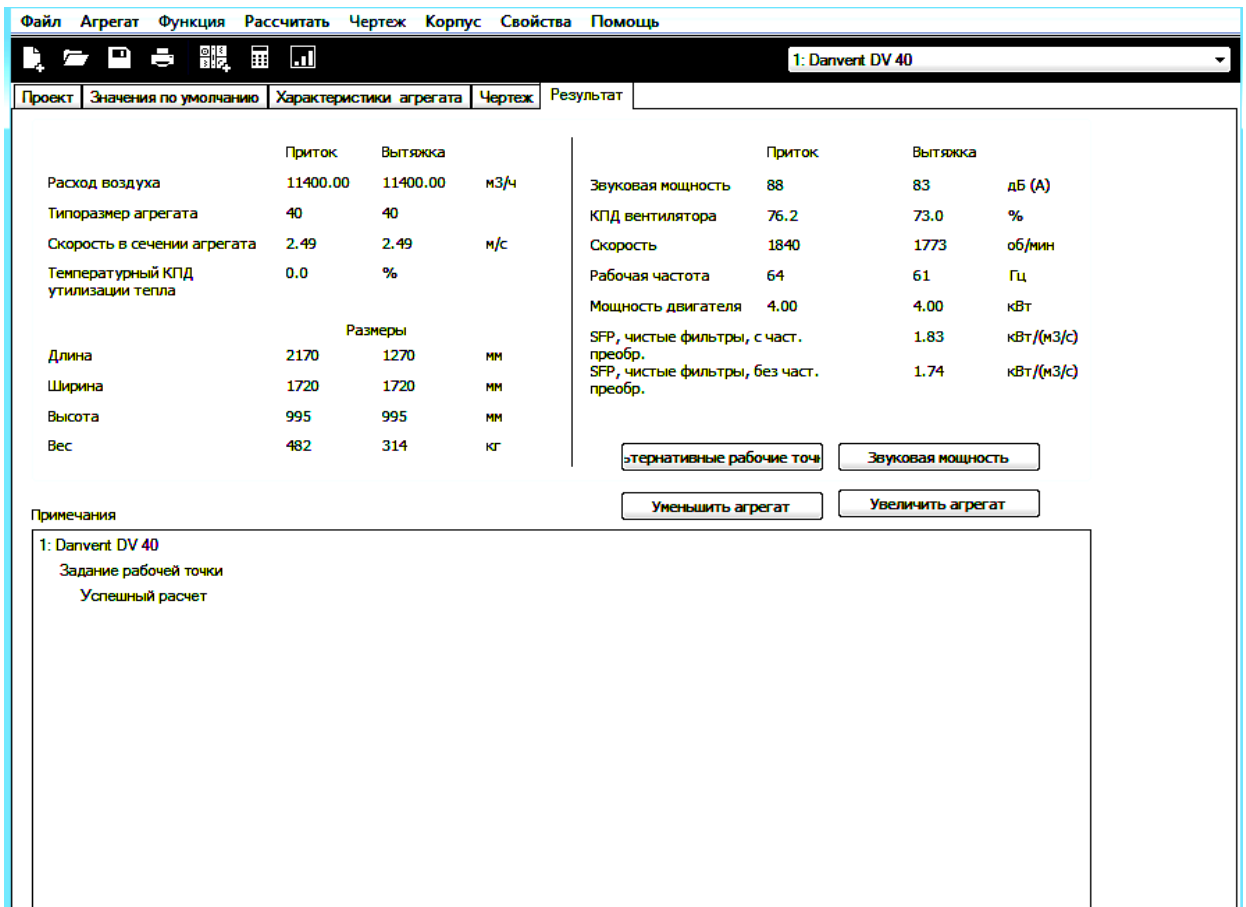 Файл Агрегат Функция Рассчитать Чертеж Корпус Свойства Помощь
1: Danvent DV 40
Проект Значения по умолчанию Характеристики агрегата Чертеж Результат
Приток Вытяжка
Расход воздуха 11400.00 11400.00 м3/ч
Типоразмер агрегата 40 40
Скорость в сечении агрегата 2.49 2.49 м/с
Температурный КПД 0.0 %
утилизации тепла
Размеры
Длина 2170 1270 мм
Ширина 1720 1720 мм
Высота 995 995 мм
Вес 482 314 кг
Приток Вытяжка
Звуковая мощность 88 83 дБ (А)
КПД вентилятора 76.2 73.0 %
Скорость 1840 1773 об/мин
Рабочая частота 64 61 Гц
Мощность двигателя 4.00 4.00 кВт
SFP, чистые фильтры, с част. 1.83 кВт/(м3/с)
преобр.
SFP, чистые фильтры, без част. 1.74 кВт/(м3/с)
преобр.
ьтернативные рабочие точк Звуковая мощность
Уменьшить агрегат Увеличить агрегат
Примечания
1: Danvent DV 40
Задание рабочей точки
Успешный расчет